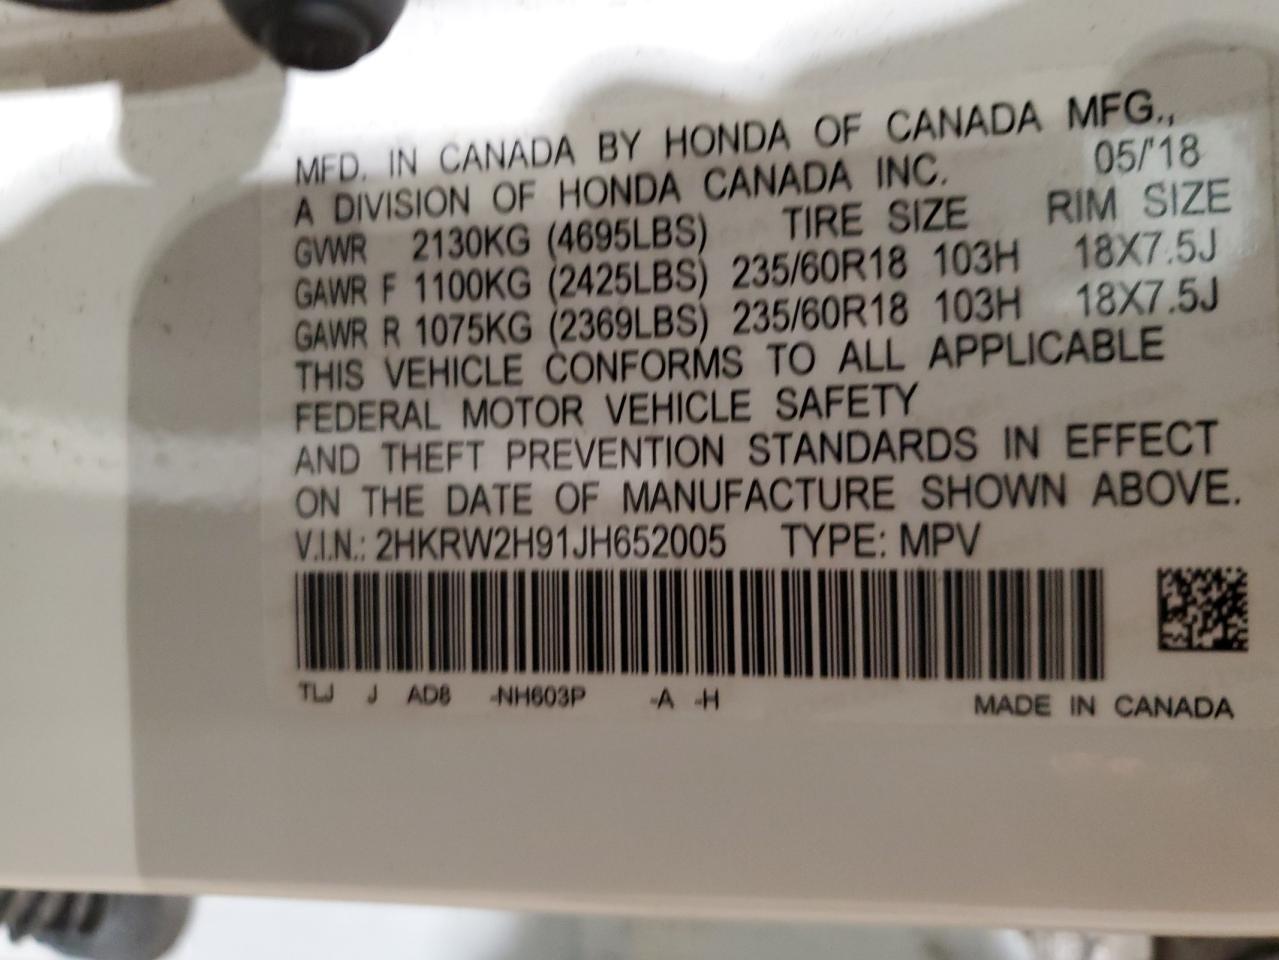 MFD. IN CANADA BY HONDA OF CANADA MFG.,
A DIVISION OF HONDA CANADA INC. 05/'18
GVWR 2130KG (4695LBS) TIRE SIZE RIM SIZE
GAWR F 1100KG (2425LBS) 235/60R18 103H 18X7.5J
GAWR R 1075KG (2369LBS) 235/60R18 103H 18X7.5J
THIS VEHICLE CONFORMS TO ALL APPLICABLE
FEDERAL MOTOR VEHICLE SAFETY
AND THEFT PREVENTION STANDARDS IN EFFECT
ON THE DATE OF MANUFACTURE SHOWN ABOVE.
V.I.N.: 2HKRW2H91JH652005 TYPE: MPV
TLJ J AD8 -NH603P -A -H MADE IN CANADA